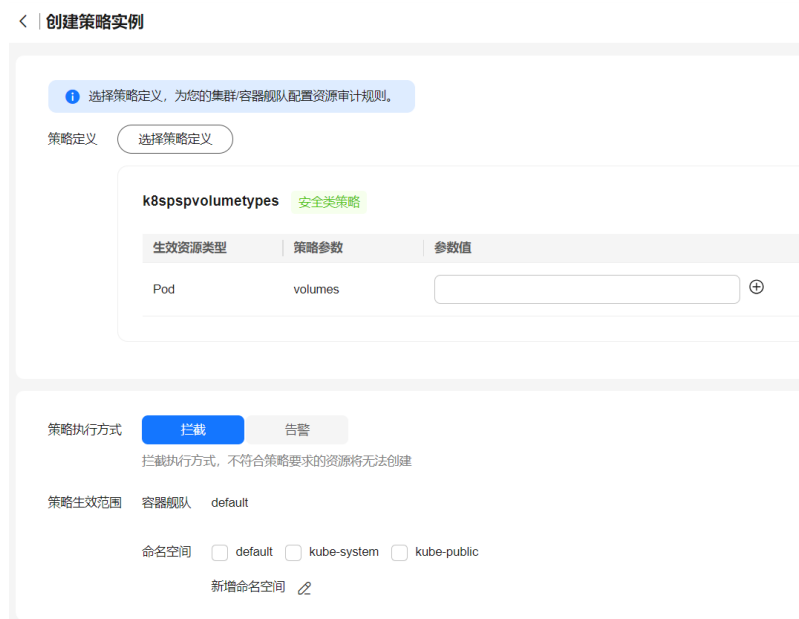 创建策略实例
选择策略定义，为您的集群/容器舰队配置资源审计规则。
策略定义 选择策略定义
k8spspvolumetypes 安全类策略
生效资源类型 策略参数 参数值
Pod volumes
策略执行方式 拦截 告警
拦截执行方式，不符合策略要求的资源将无法创建
策略生效范围 容器舰队 default
命名空间 default kube-system kube-public
新增命名空间